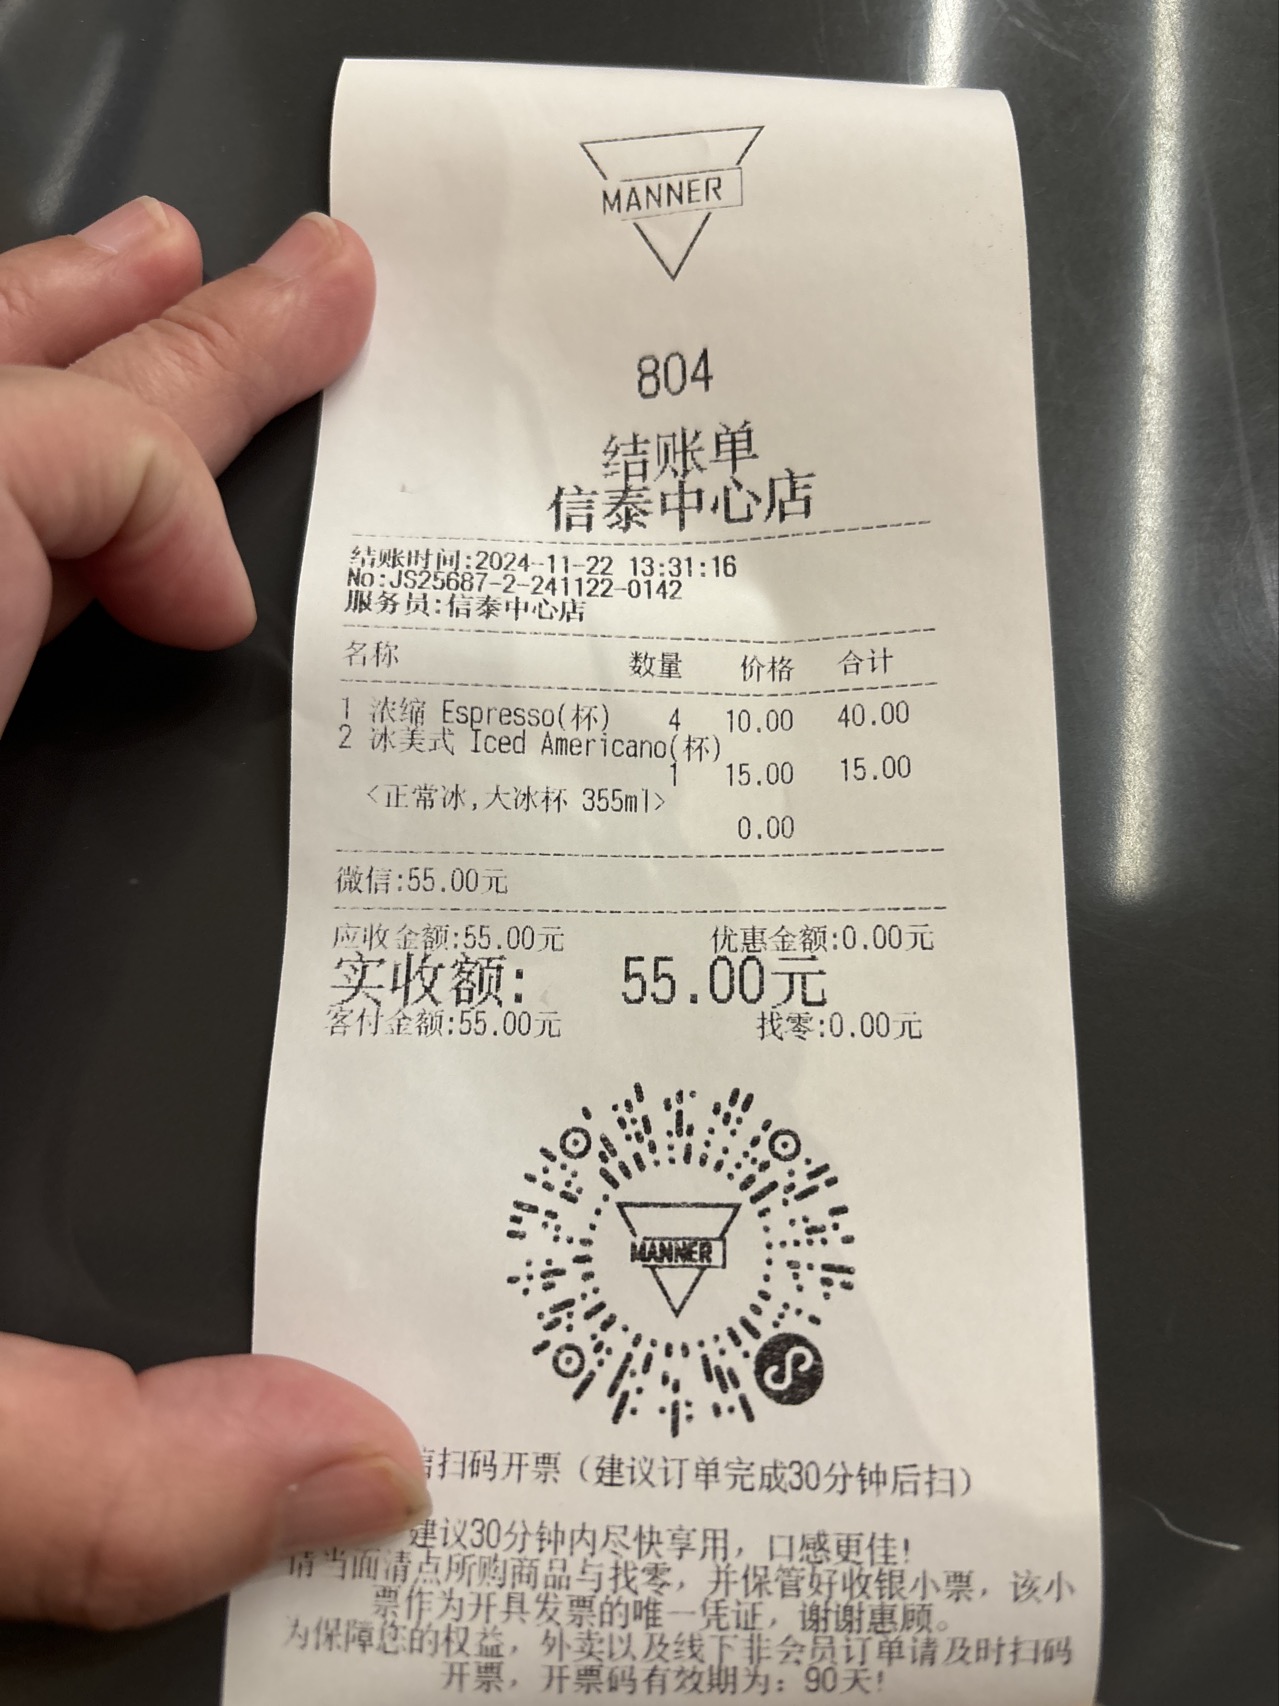 MANNER
804
结账单
信泰中心店
结账时间:2024-11-22 13:31:16
No:JS25687-2-241122-0142
服务员:信泰中心店
名称 数量 价格 合计
1 浓缩 Espresso(杯) 4 10.00 40.00
2 冰美式 Iced Americano(杯)
1 15.00 15.00
<正常冰,大冰杯 355ml>
0.00
微信:55.00元
应收金额:55.00元 优惠金额:0.00元
实收额: 55.00元
客付金额:55.00元 找零:0.00元
MANNER
扫码开票（建议订单完成30分钟后扫）
建议30分钟内尽快享用，口感更佳!
请当面清点所购商品与找零，并保管好收银小票，该小
票作为开具发票的唯一凭证，谢谢惠顾。
为保障您的权益，外卖以及线下非会员订单请及时扫码
开票，开票码有效期为：90天!